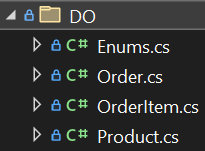 DO
C# Enums.cs
C# Order.cs
C# OrderItem.cs
C# Product.cs